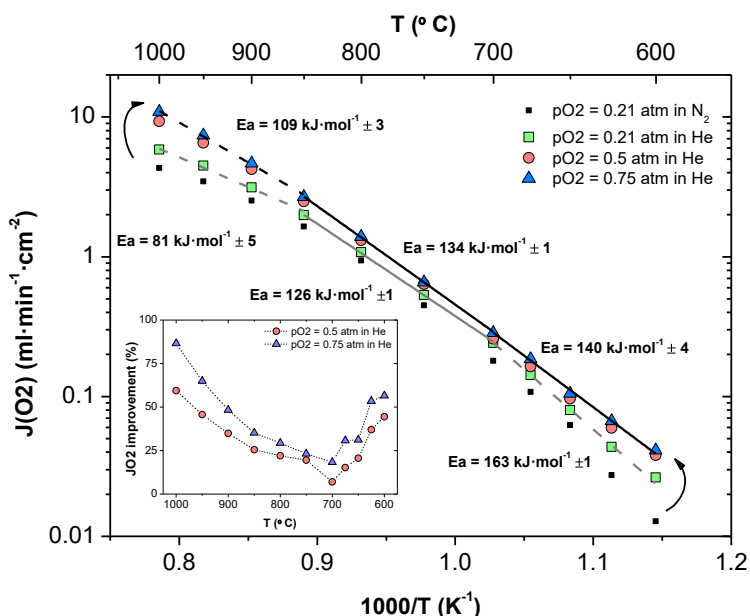 T (º C)
1000 900 800 700 600
pO2 = 0.21 atm in N2
pO2 = 0.21 atm in He
pO2 = 0.5 atm in He
pO2 = 0.75 atm in He
Ea = 109 kJ·mol⁻¹ ± 3
Ea = 81 kJ·mol⁻¹ ± 5
Ea = 134 kJ·mol⁻¹ ± 1
Ea = 126 kJ·mol⁻¹ ±1
Ea = 140 kJ·mol⁻¹ ± 4
Ea = 163 kJ·mol⁻¹ ±1
J(O2) (ml·min⁻¹·cm⁻²)
10
1
0.1
0.01
JO2 improvement (%)
100
75
50
25
0
pO2 = 0.5 atm in He
pO2 = 0.75 atm in He
1000 900 800 700 600
T (º C)
0.8 0.9 1.0 1.1 1.2
1000/T (K⁻¹)